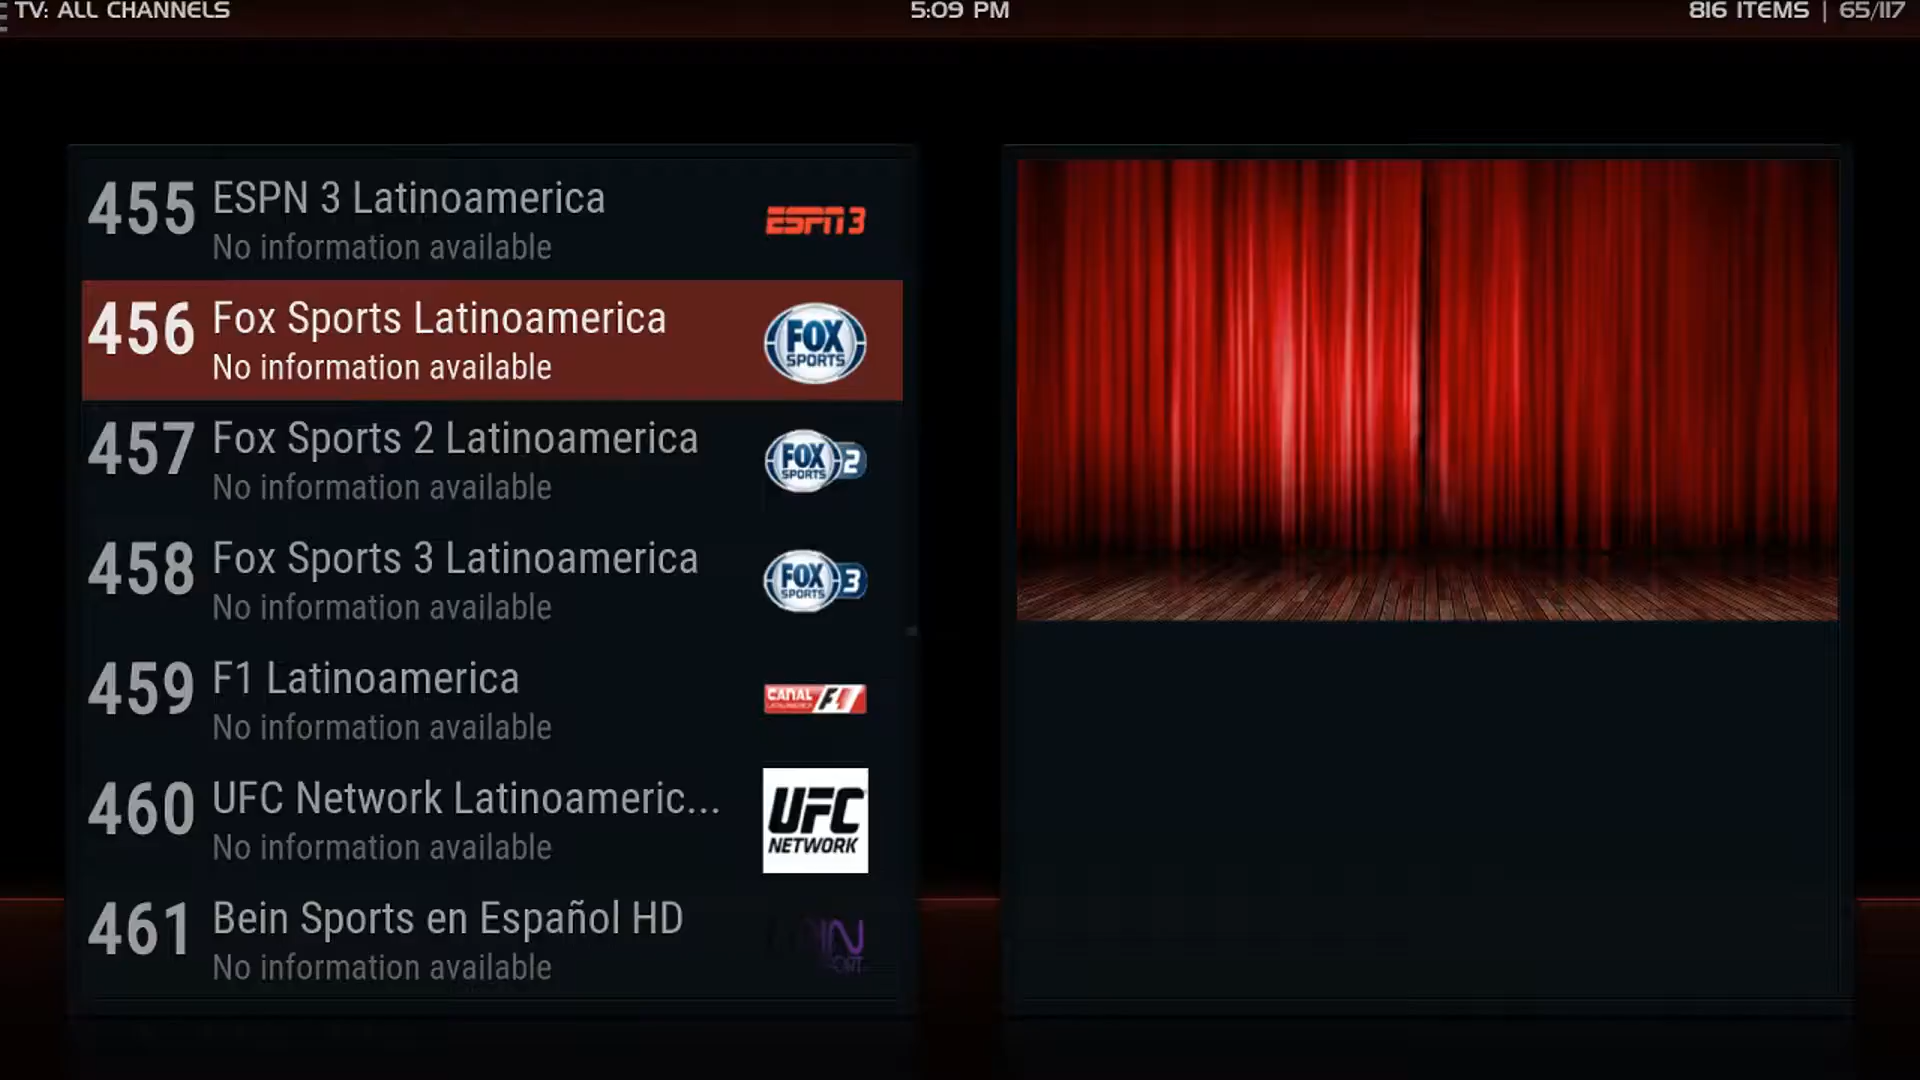 TV: ALL CHANNELS
5:09 PM
816 ITEMS | 65/117
455 ESPN 3 Latinoamerica
No information available
ESPN 3
456 Fox Sports Latinoamerica
No information available
FOX
SPORTS
457 Fox Sports 2 Latinoamerica
No information available
FOX 2
SPORTS
458 Fox Sports 3 Latinoamerica
No information available
FOX 3
SPORTS
459 F1 Latinoamerica
No information available
CANAL F1
460 UFC Network Latinoameric...
No information available
UFC
NETWORK
461 Bein Sports en Español HD
No information available
IN